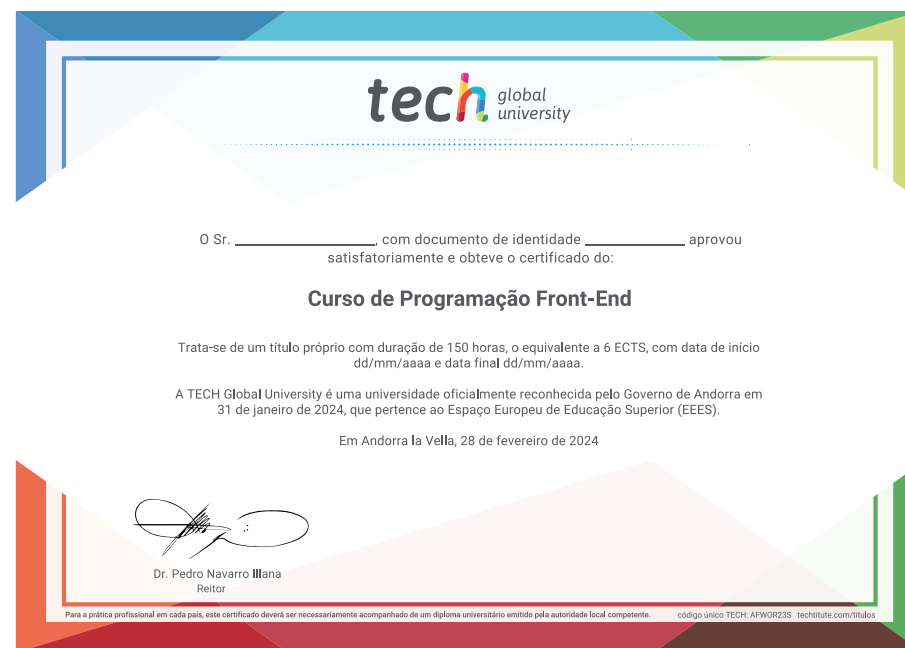 tech global university
O Sr. ____________, com documento de identidade ____________ aprovou
satisfatoriamente e obteve o certificado do:
Curso de Programação Front-End
Trata-se de um título próprio com duração de 150 horas, o equivalente a 6 ECTS, com data de início
dd/mm/aaaa e data final dd/mm/aaaa.
A TECH Global University é uma universidade oficialmente reconhecida pelo Governo de Andorra em
31 de janeiro de 2024, que pertence ao Espaço Europeu de Educação Superior (EEES).
Em Andorra la Vella, 28 de fevereiro de 2024
Dr. Pedro Navarro Illana
Reitor
Para a prática profissional em cada país, este certificado deverá ser necessariamente acompanhado de um diploma universitário emitido pela autoridade local competente. código único TECH: AFWOR23S techtitute.com/títulos